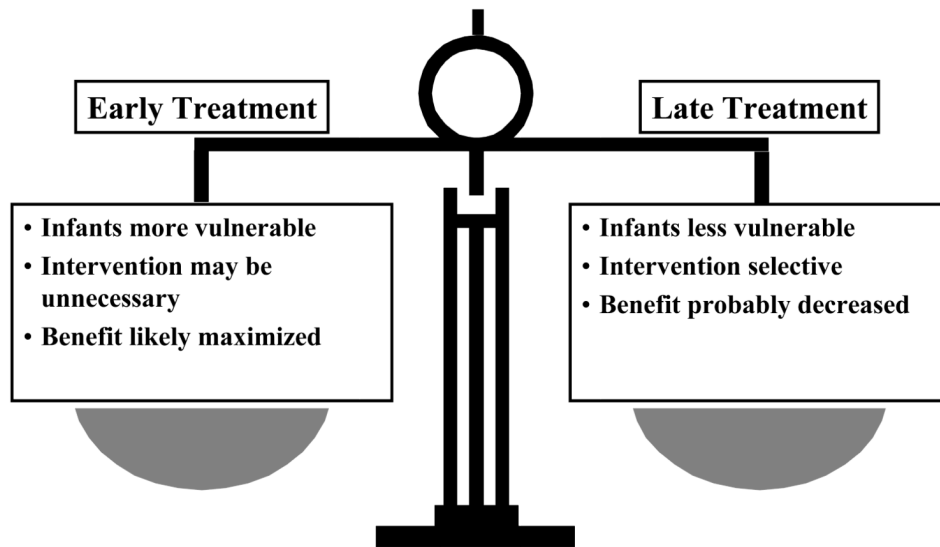 Early Treatment
• Infants more vulnerable
• Intervention may be
unnecessary
• Benefit likely maximized
Late Treatment
• Infants less vulnerable
• Intervention selective
• Benefit probably decreased